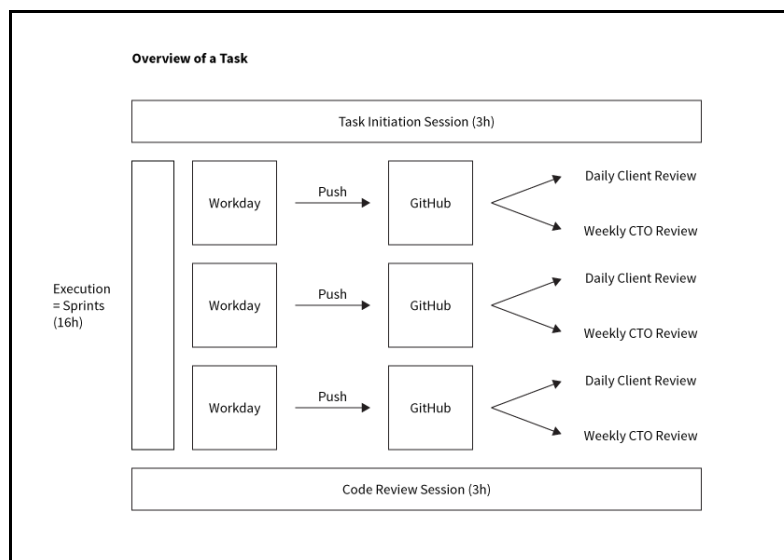 Overview of a Task
Task Initiation Session (3h)
Workday
Push
GitHub
Daily Client Review
Weekly CTO Review
Execution
= Sprints
(16h)
Workday
Push
GitHub
Daily Client Review
Weekly CTO Review
Workday
Push
GitHub
Daily Client Review
Weekly CTO Review
Code Review Session (3h)